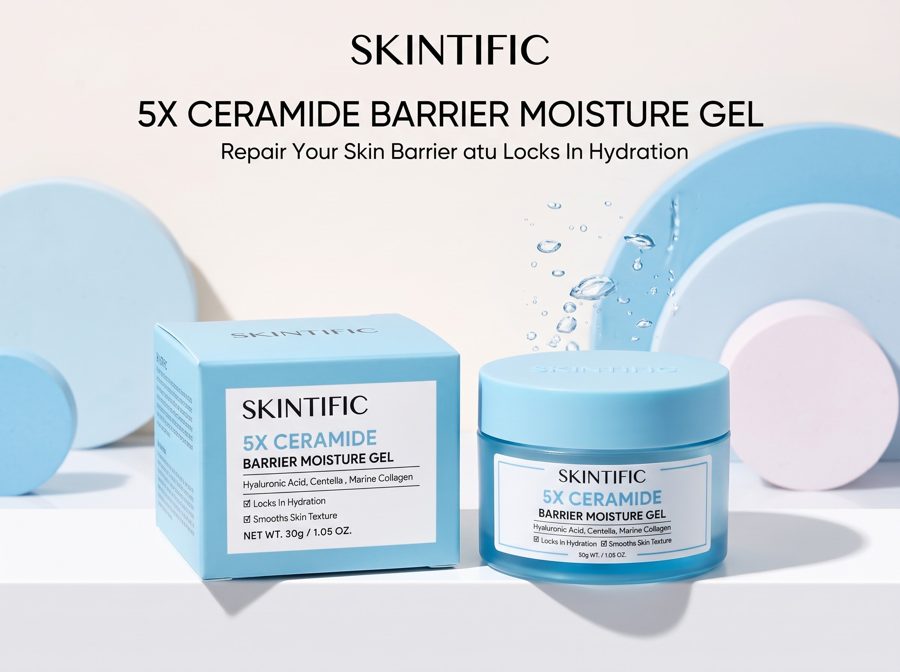 SKINTIFIC
5X CERAMIDE BARRIER MOISTURE GEL
Repair Your Skin Barrier atu Locks In Hydration
SKINTIFIC
SKINTIFIC
5X CERAMIDE
BARRIER MOISTURE GEL
Hyaluronic Acid, Centella , Marine Collagen
☑ Locks In Hydration
☑ Smooths Skin Texture
NET WT. 30g / 1.05 OZ.
SKINTIFIC
SKINTIFIC
5X CERAMIDE
BARRIER MOISTURE GEL
Hyaluronic Acid, Centella, Marine Collagen
☑ Locks In Hydration ☑ Smooths Skin Texture
50g WT. / 1.05 OZ.